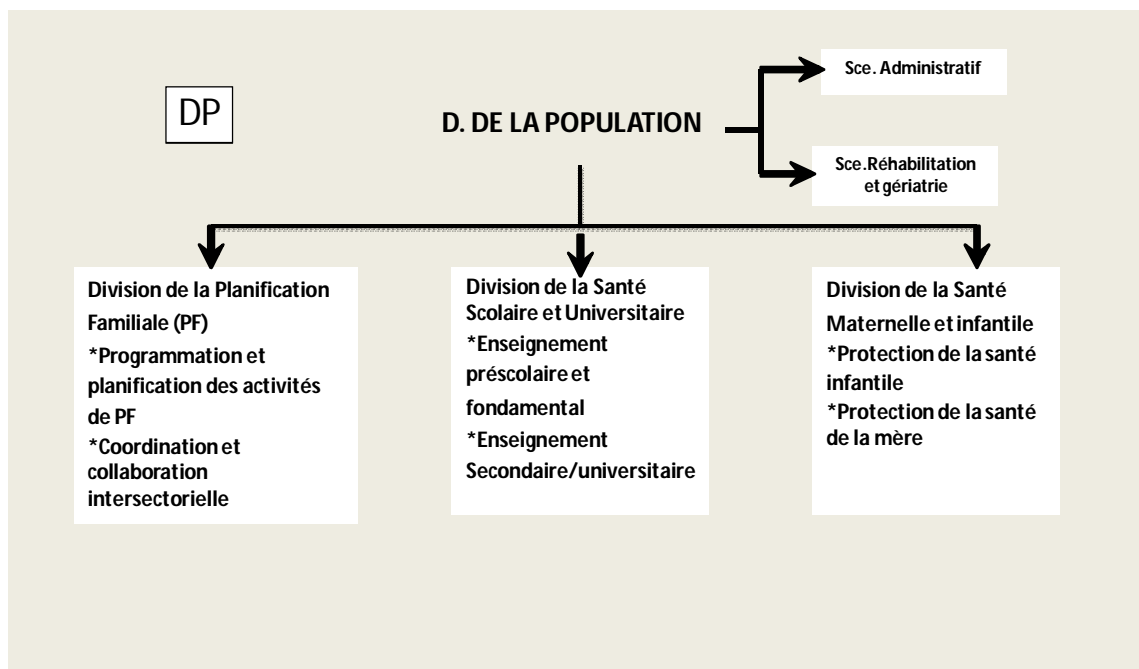 DP
D. DE LA POPULATION
Sce. Administratif
Sce.Réhabilitation
et gériatrie
Division de la Planification
Familiale (PF)
*Programmation et
planification des activités
de PF
*Coordination et
collaboration
intersectorielle
Division de la Santé
Scolaire et Universitaire
*Enseignement
préscolaire et
fondamental
*Enseignement
Secondaire/universitaire
Division de la Santé
Maternelle et infantile
*Protection de la santé
infantile
*Protection de la santé
de la mère